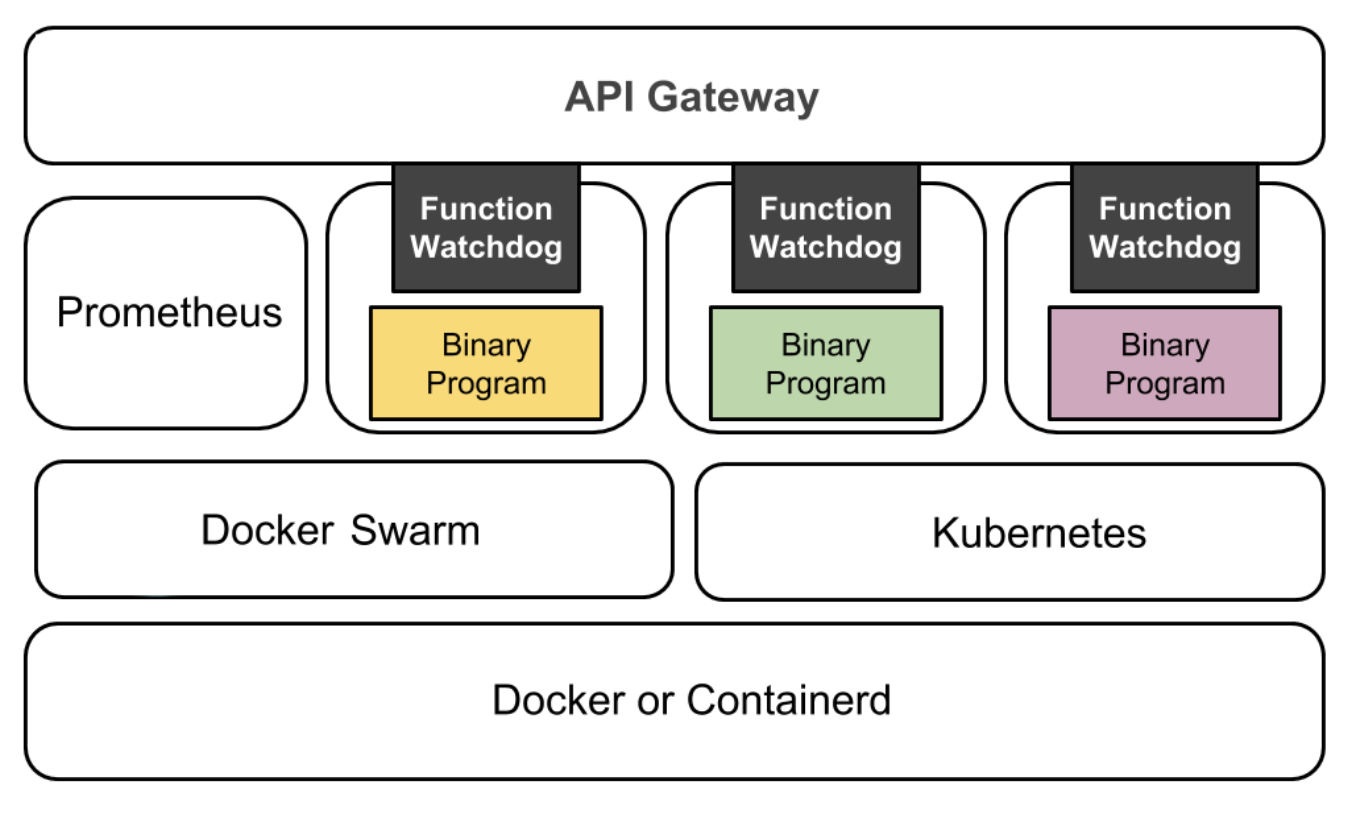 API Gateway
Function
Watchdog
Function
Watchdog
Function
Watchdog
Prometheus
Binary
Program
Binary
Program
Binary
Program
Docker Swarm
Kubernetes
Docker or Containerd